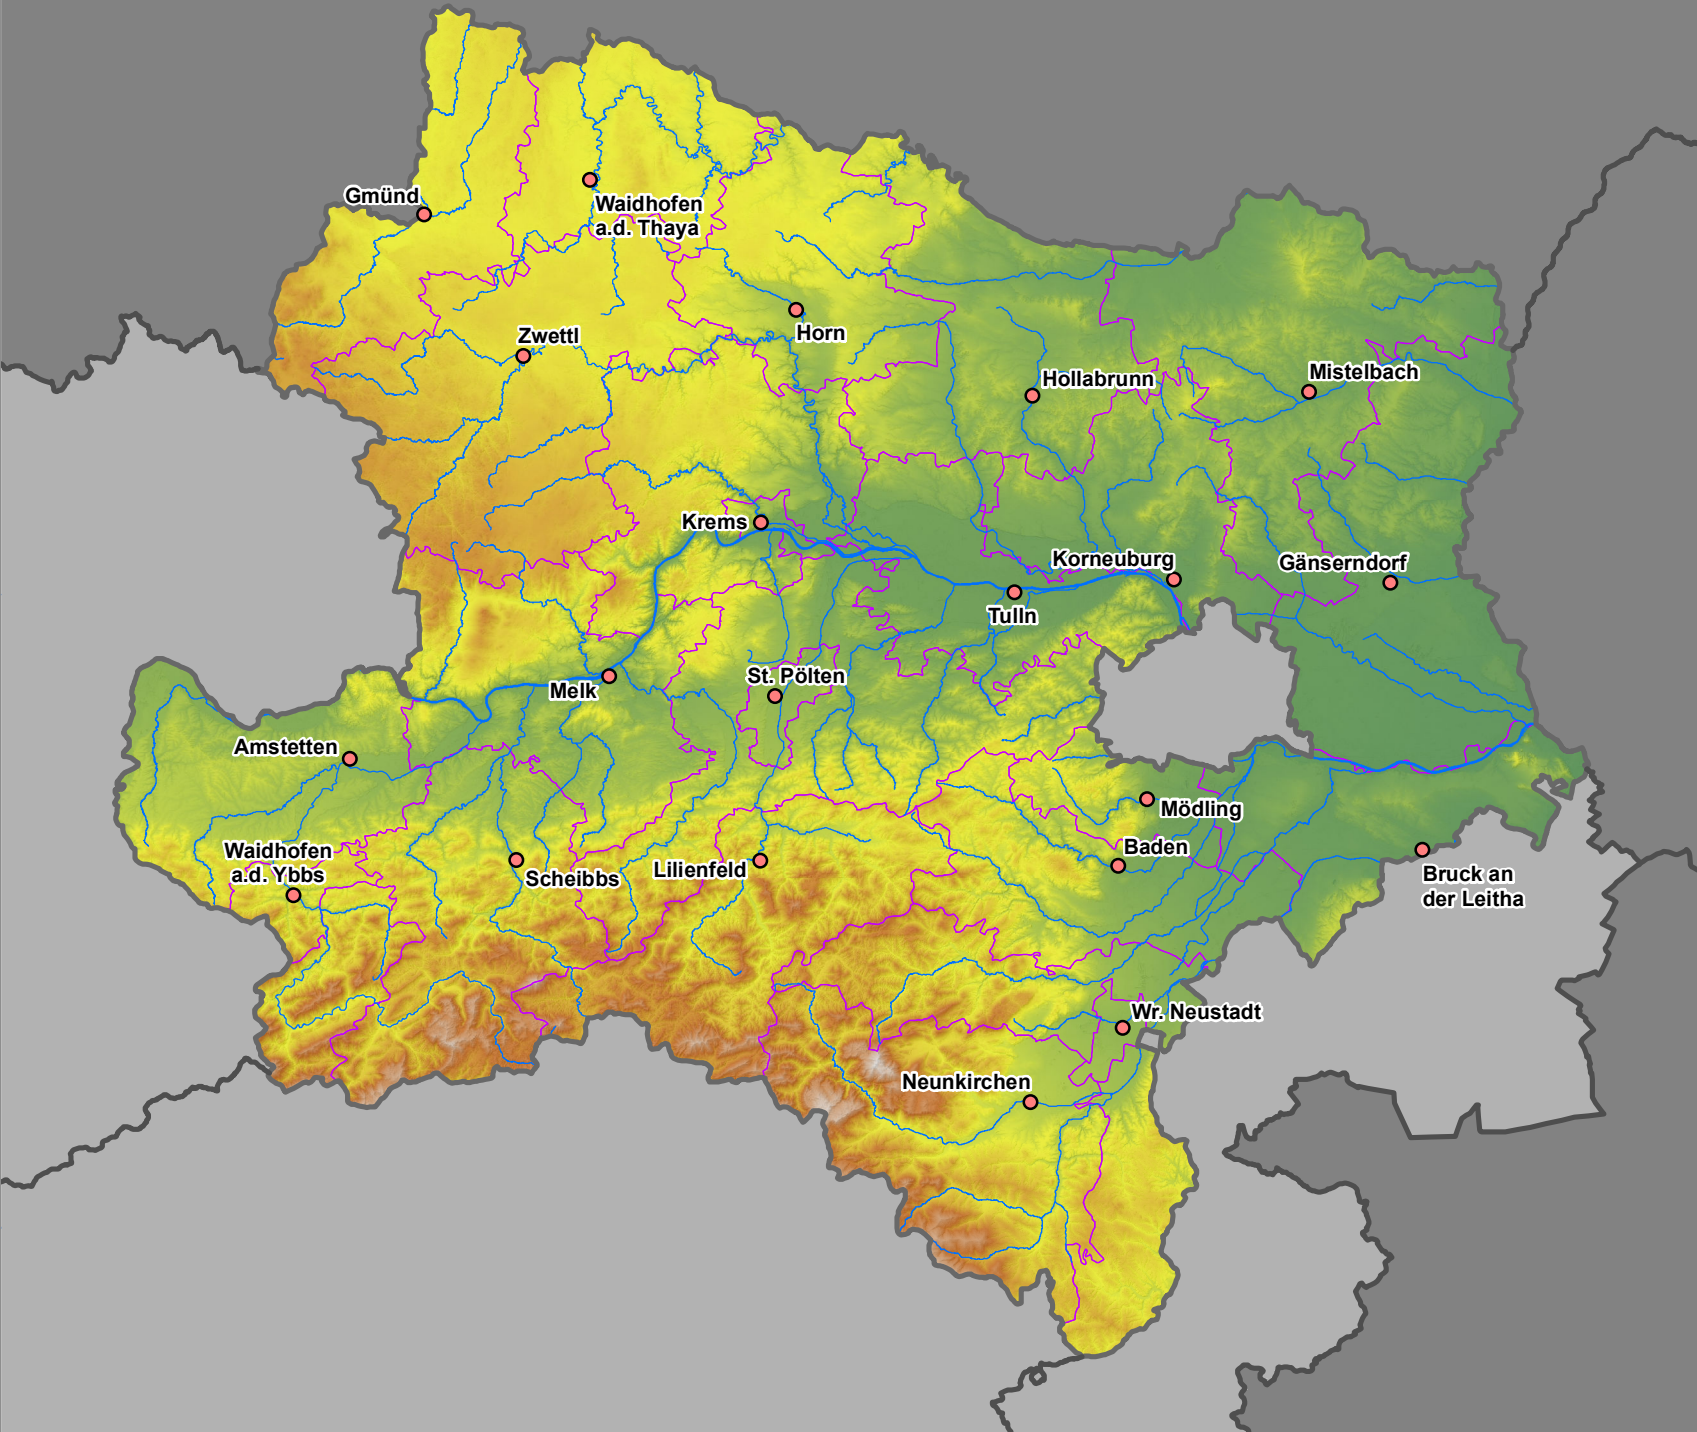 Gmünd
Waidhofen
a.d. Thaya
Zwettl
Horn
Hollabrunn
Mistelbach
Krems
Korneuburg
Gänserndorf
Tulln
Melk
St. Pölten
Amstetten
Mödling
Waidhofen
a.d. Ybbs
Scheibbs
Lilienfeld
Baden
Bruck an
der Leitha
Wr. Neustadt
Neunkirchen